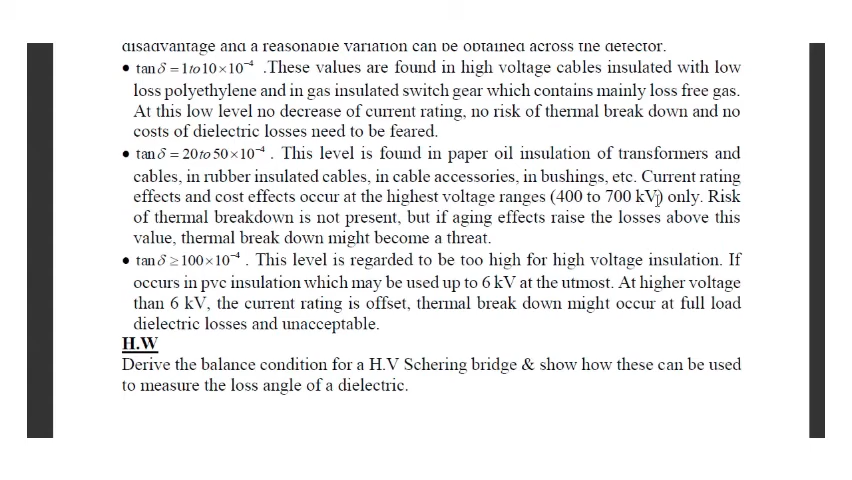 disadvantage and a reasonable variation can be obtained across the detector.
• tan δ = 1 to 10 × 10⁻⁴ .These values are found in high voltage cables insulated with low
loss polyethylene and in gas insulated switch gear which contains mainly loss free gas.
At this low level no decrease of current rating, no risk of thermal break down and no
costs of dielectric losses need to be feared.
• tan δ = 20 to 50 × 10⁻⁴ . This level is found in paper oil insulation of transformers and
cables, in rubber insulated cables, in cable accessories, in bushings, etc. Current rating
effects and cost effects occur at the highest voltage ranges (400 to 700 kV) only. Risk
of thermal breakdown is not present, but if aging effects raise the losses above this
value, thermal break down might become a threat.
• tan δ ≥ 100 × 10⁻⁴ . This level is regarded to be too high for high voltage insulation. If
occurs in pvc insulation which may be used up to 6 kV at the utmost. At higher voltage
than 6 kV, the current rating is offset, thermal break down might occur at full load
dielectric losses and unacceptable.
H.W
Derive the balance condition for a H.V Schering bridge & show how these can be used
to measure the loss angle of a dielectric.